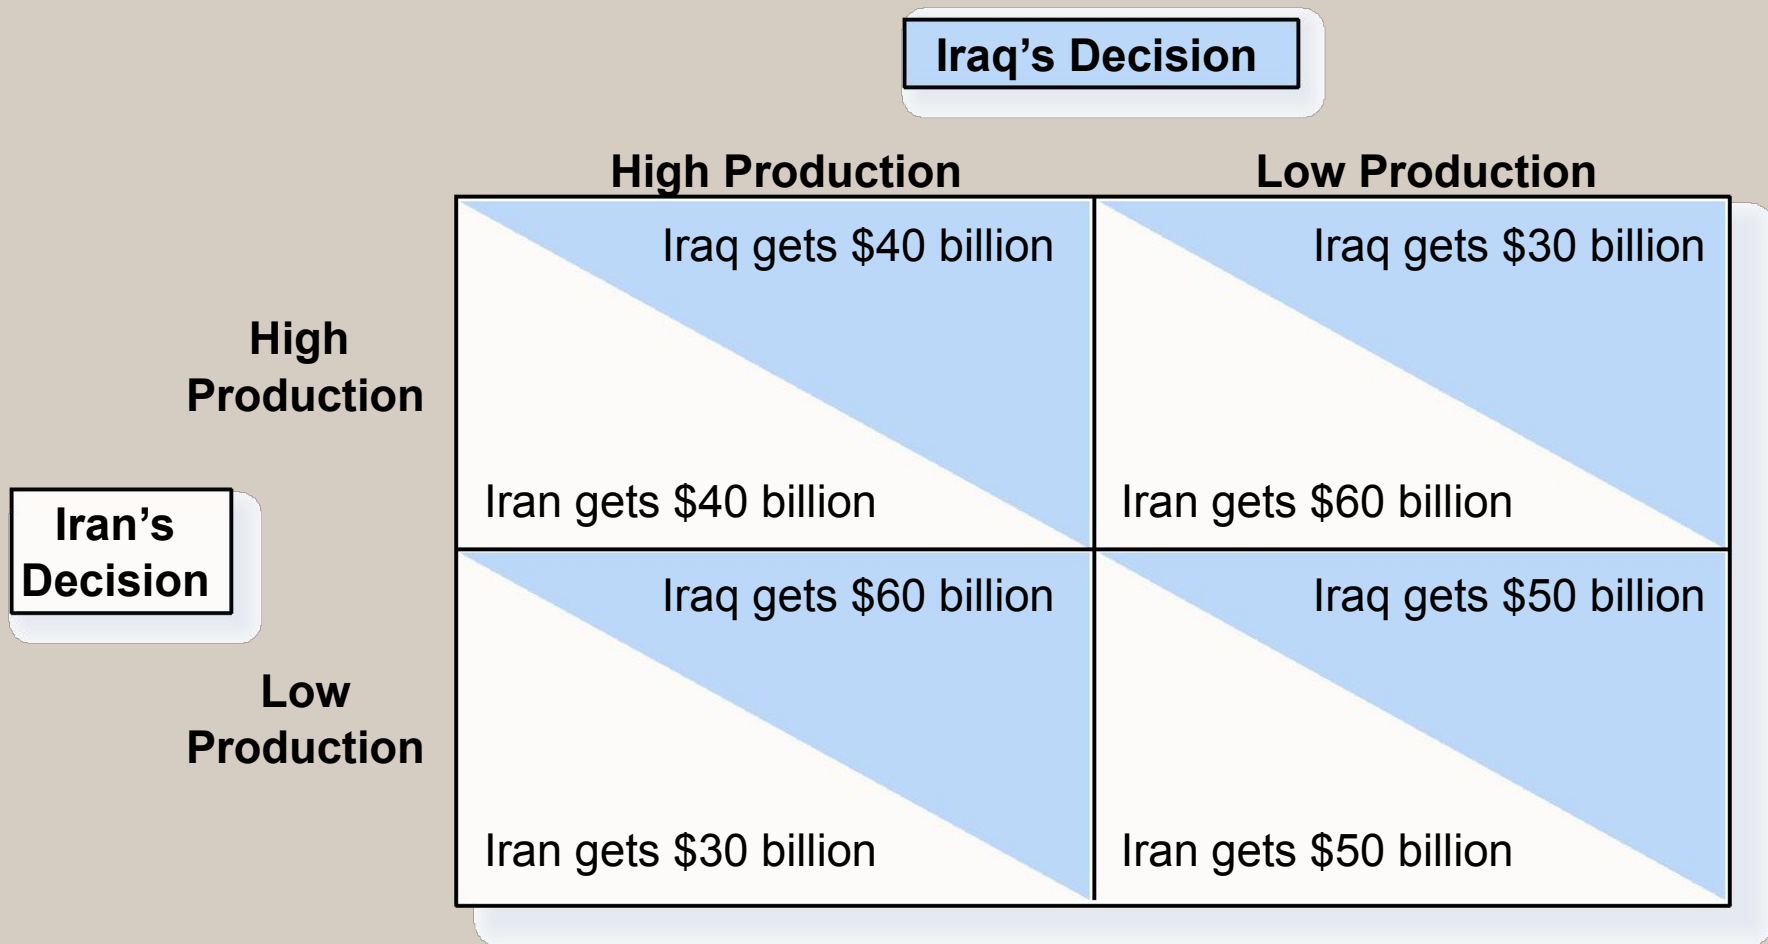 Iraq’s Decision
High Production
Low Production
Iraq gets $40 billion
Iraq gets $30 billion
High
Production
Iran gets $40 billion
Iran gets $60 billion
Iran’s
Decision
Iraq gets $60 billion
Iraq gets $50 billion
Low
Production
Iran gets $30 billion
Iran gets $50 billion